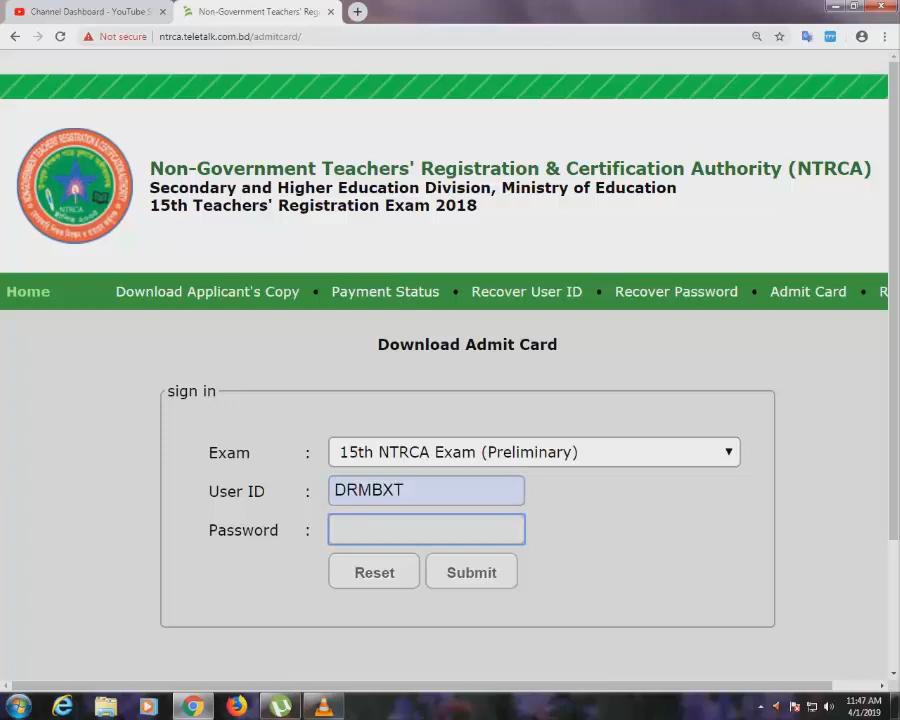 Channel Dashboard - YouTube S
Non-Government Teachers' Reg
Not secure
ntrca.teletalk.com.bd/admitcard/
NTRCA
Non-Government Teachers' Registration & Certification Authority (NTRCA)
Secondary and Higher Education Division, Ministry of Education
15th Teachers' Registration Exam 2018
Home
Download Applicant's Copy • Payment Status • Recover User ID • Recover Password • Admit Card • R
Download Admit Card
sign in
Exam : 15th NTRCA Exam (Preliminary)
User ID : DRMBXT
Password :
Reset Submit
11:47 AM
4/1/2019